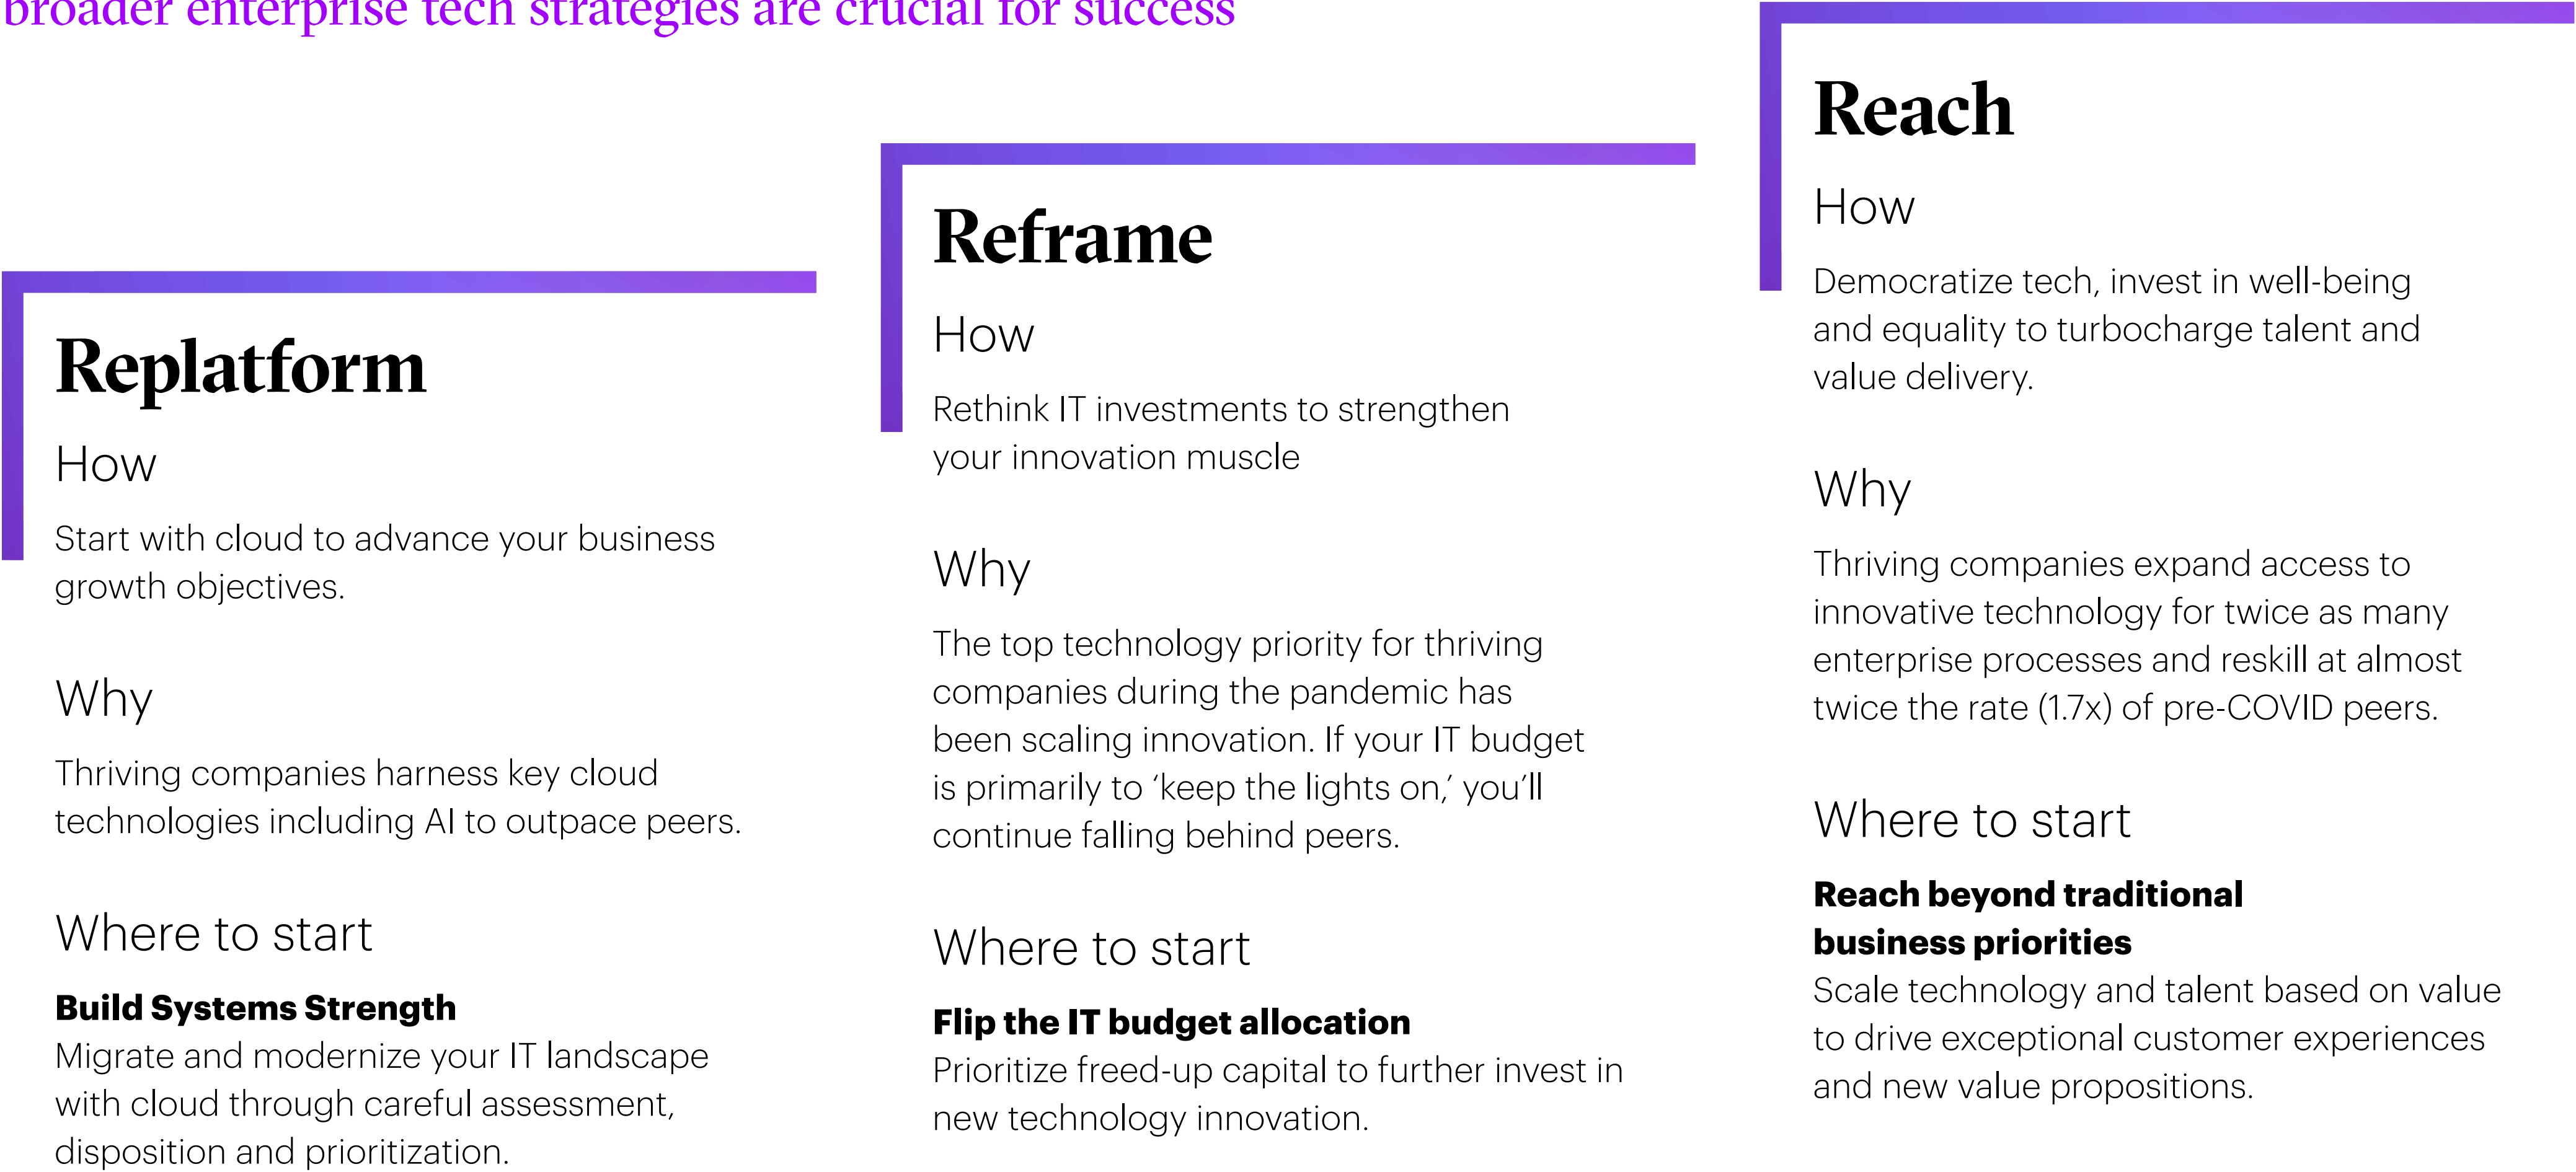 broader enterprise tech strategies are crucial for success
Replatform
How
Start with cloud to advance your business
growth objectives.
Why
Thriving companies harness key cloud
technologies including AI to outpace peers.
Where to start
Build Systems Strength
Migrate and modernize your IT landscape
with cloud through careful assessment,
disposition and prioritization.
Reframe
How
Rethink IT investments to strengthen
your innovation muscle
Why
The top technology priority for thriving
companies during the pandemic has
been scaling innovation. If your IT budget
is primarily to ‘keep the lights on,’ you’ll
continue falling behind peers.
Where to start
Flip the IT budget allocation
Prioritize freed-up capital to further invest in
new technology innovation.
Reach
How
Democratize tech, invest in well-being
and equality to turbocharge talent and
value delivery.
Why
Thriving companies expand access to
innovative technology for twice as many
enterprise processes and reskill at almost
twice the rate (1.7x) of pre-COVID peers.
Where to start
Reach beyond traditional
business priorities
Scale technology and talent based on value
to drive exceptional customer experiences
and new value propositions.